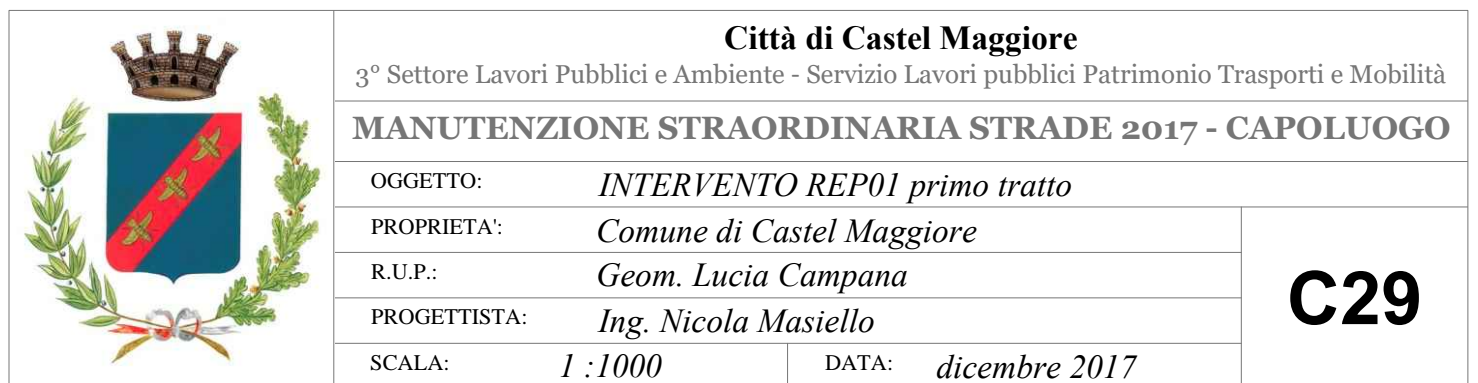 Città di Castel Maggiore
3° Settore Lavori Pubblici e Ambiente - Servizio Lavori pubblici Patrimonio Trasporti e Mobilità
MANUTENZIONE STRAORDINARIA STRADE 2017 - CAPOLUOGO
OGGETTO: INTERVENTO REP01 primo tratto
PROPRIETA': Comune di Castel Maggiore
R.U.P.: Geom. Lucia Campana
PROGETTISTA: Ing. Nicola Masiello
C29
SCALA: 1 :1000 DATA: dicembre 2017